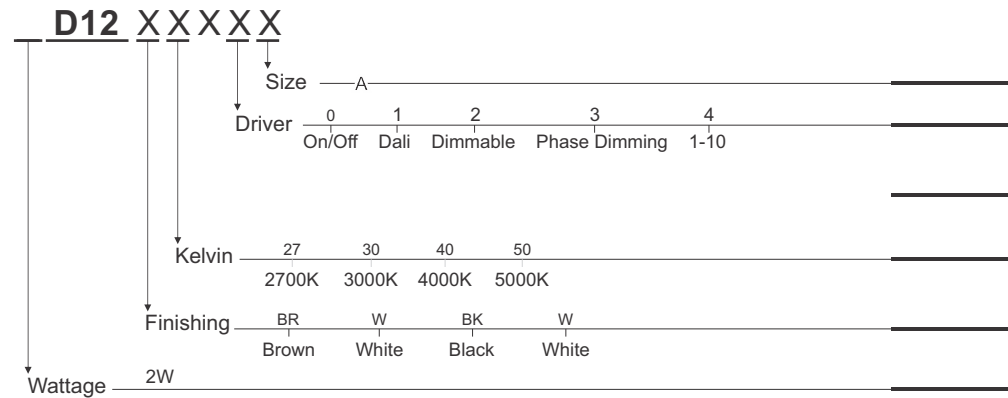 D12 X X X X X
Size A
0 1 2 3 4
Driver
On/Off Dali Dimmable Phase Dimming 1-10
27 30 40 50
Kelvin
2700K 3000K 4000K 5000K
Finishing BR W BK W
Brown White Black White
Wattage 2W